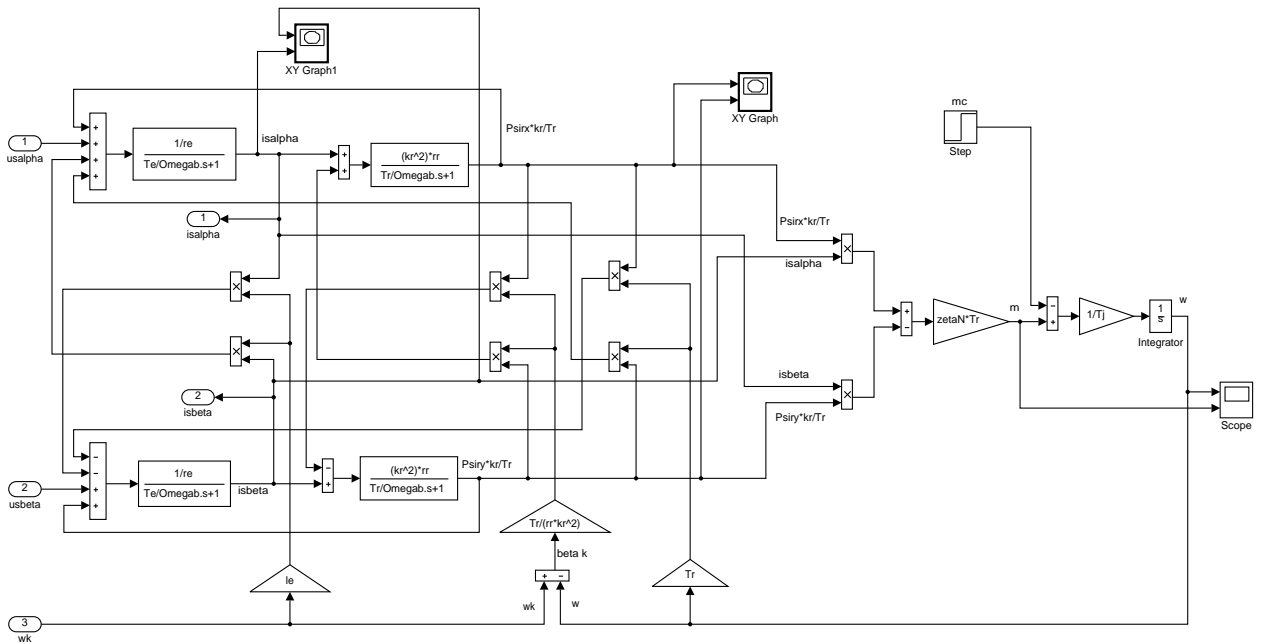 XY Graph1
XY Graph
mc
Step
Psirx*kr/Tr
isalpha
1
usalpha
+
+
+
+
1/re
Te/Omegab.s+1
+
+
(kr^2)*rr
Tr/Omegab.s+1
1
isalpha
Psirx*kr/Tr
isalpha
×
×
×
×
+
−
zetaN*Tr
m
−
+
1/Tj
1
s
Integrator
w
×
×
×
2
isbeta
isbeta
×
Psiry*kr/Tr
Scope
−
−
+
+
2
usbeta
1/re
Te/Omegab.s+1
isbeta
−
+
(kr^2)*rr
Tr/Omegab.s+1
Psiry*kr/Tr
Tr/(rr*kr^2)
beta k
+ −
le
Tr
wk
w
3
wk